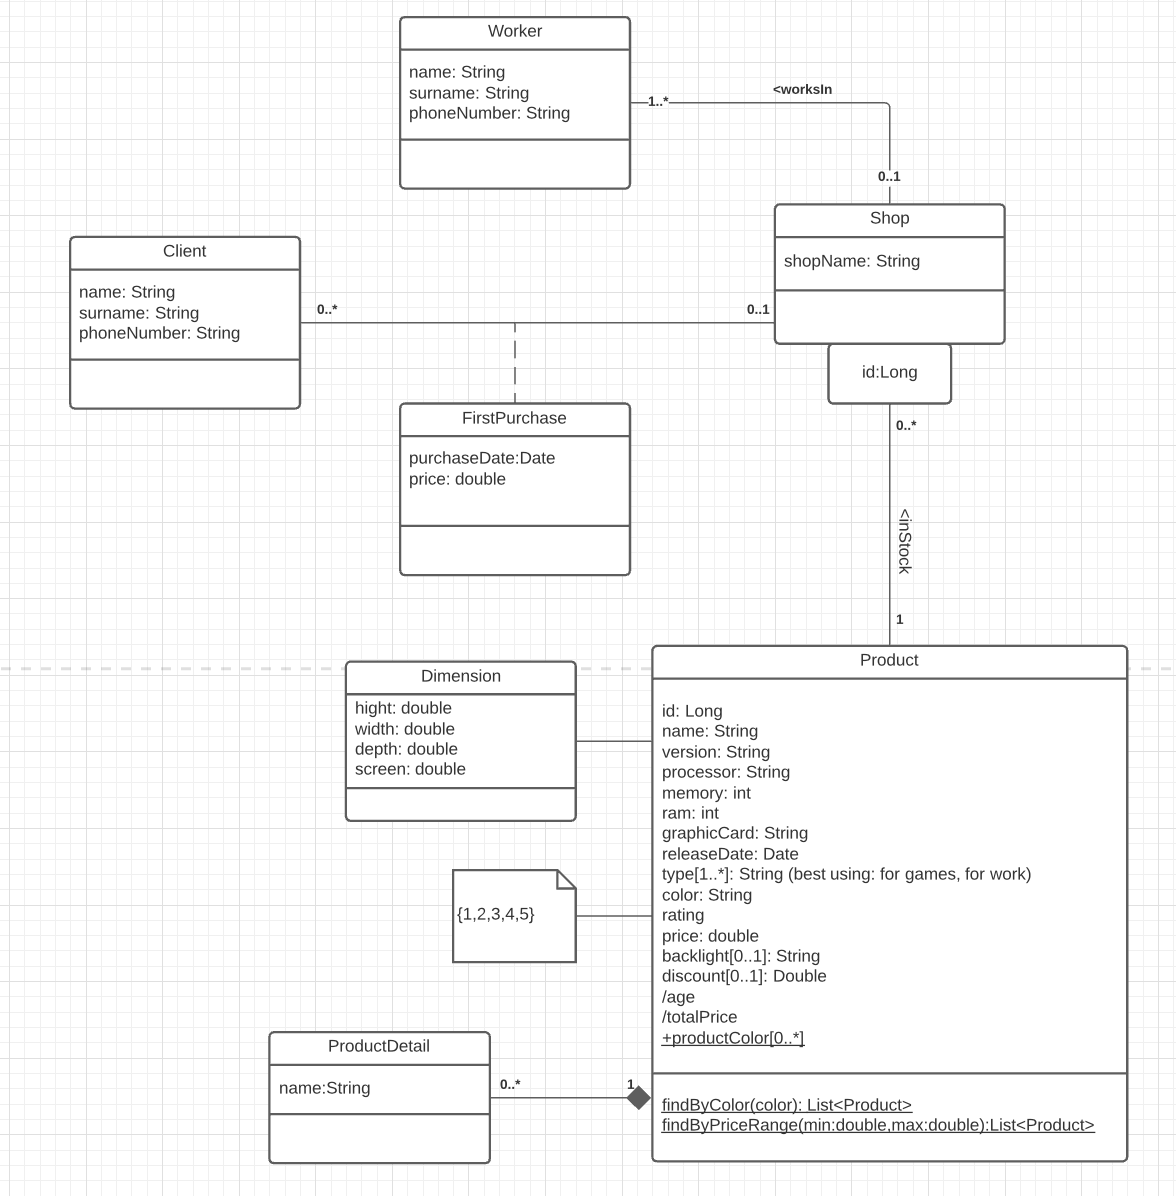 Worker
name: String
surname: String
phoneNumber: String
1..*
<worksIn
0..1
Shop
shopName: String
Client
name: String
surname: String
phoneNumber: String
0..*
0..1
id:Long
FirstPurchase
purchaseDate:Date
price: double
0..*
<inStock
1
Dimension
hight: double
width: double
depth: double
screen: double
Product
id: Long
name: String
version: String
processor: String
memory: int
ram: int
graphicCard: String
releaseDate: Date
type[1..*]: String (best using: for games, for work)
color: String
rating
price: double
backlight[0..1]: String
discount[0..1]: Double
/age
/totalPrice
+productColor[0..*]
{1,2,3,4,5}
ProductDetail
name:String
0..*
1
findByColor(color): List<Product>
findByPriceRange(min:double,max:double):List<Product>